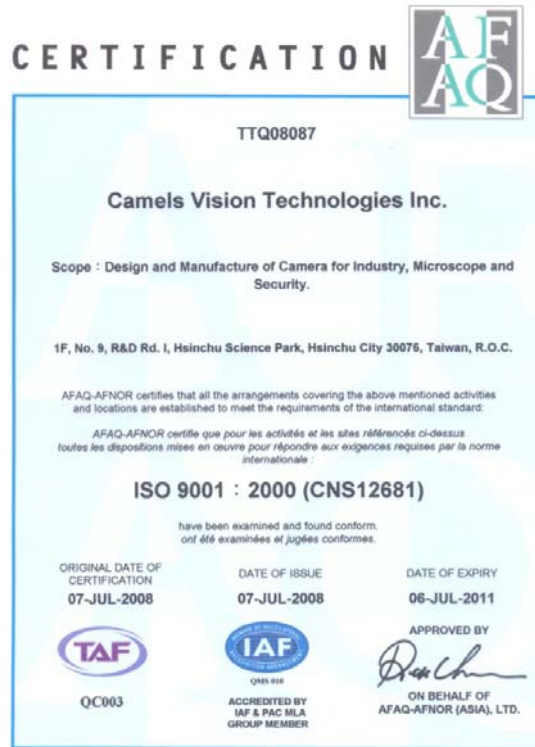 CERTIFICATION
AF
AQ
TTQ08087
Camels Vision Technologies Inc.
Scope : Design and Manufacture of Camera for Industry, Microscope and
Security.
1F, No. 9, R&D Rd. I, Hsinchu Science Park, Hsinchu City 30076, Taiwan, R.O.C.
AFAQ-AFNOR certifies that all the arrangements covering the above mentioned activities
and locations are established to meet the requirements of the international standard:
AFAQ-AFNOR certifie que pour les activités et les sites référencés ci-dessus
toutes les dispositions mises en œuvre pour répondre aux exigences requises par la norme
internationale :
ISO 9001 : 2000 (CNS12681)
have been examined and found conform.
ont été examinées et jugées conformes.
ORIGINAL DATE OF
CERTIFICATION
07-JUL-2008
DATE OF ISSUE
07-JUL-2008
DATE OF EXPIRY
06-JUL-2011
TAF
QC003
IAF
QMS 010
ACCREDITED BY
IAF & PAC MLA
GROUP MEMBER
APPROVED BY
ON BEHALF OF
AFAQ-AFNOR (ASIA), LTD.